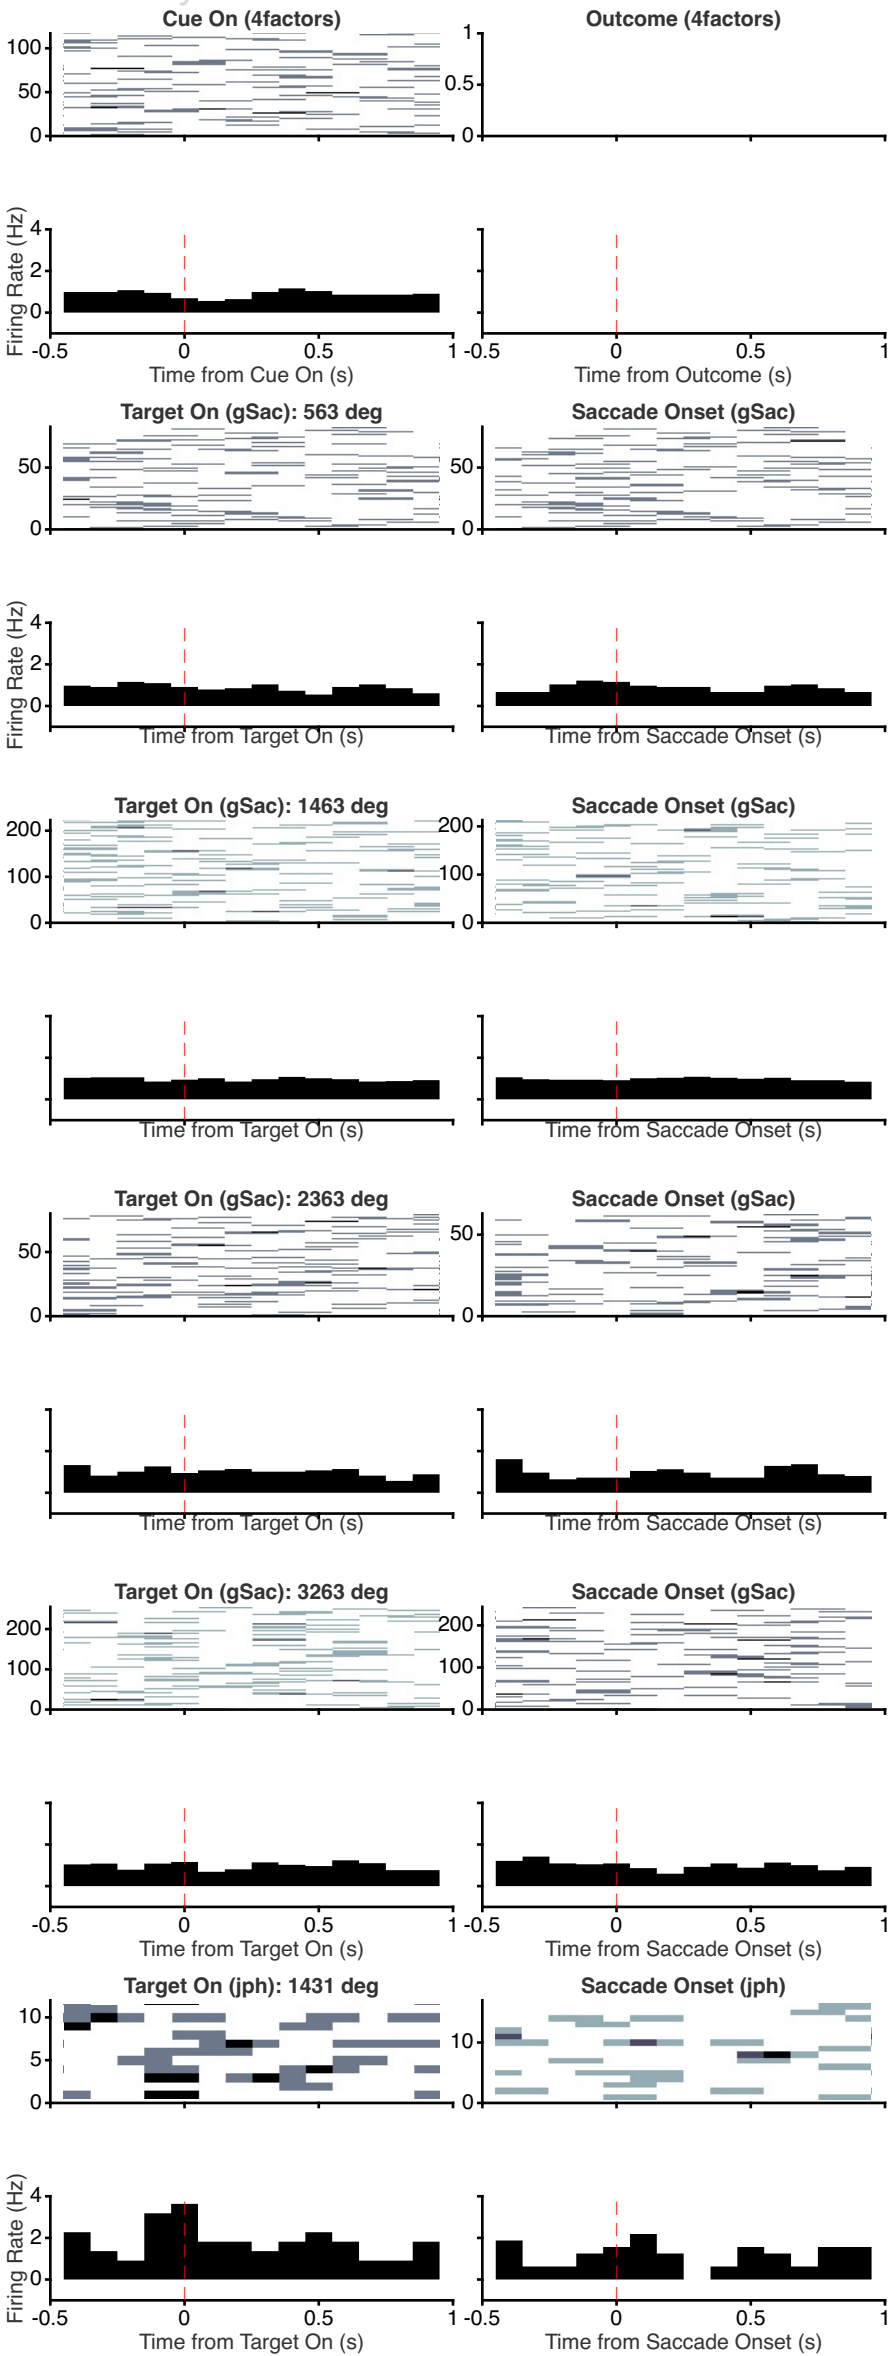 Cue On (4factors) Outcome (4factors)
100 1
50 0.5
0 0
Firing Rate (Hz)
4
2
0
-0.5 0 0.5 1 -0.5 0 0.5 1
Time from Cue On (s) Time from Outcome (s)
Target On (gSac): 563 deg Saccade Onset (gSac)
50 50
0 0
Firing Rate (Hz)
4
2
0
Time from Target On (s) Time from Saccade Onset (s)
Target On (gSac): 1463 deg Saccade Onset (gSac)
200 200
100 100
0 0
Time from Target On (s) Time from Saccade Onset (s)
Target On (gSac): 2363 deg Saccade Onset (gSac)
50 50
0 0
Time from Target On (s) Time from Saccade Onset (s)
Target On (gSac): 3263 deg Saccade Onset (gSac)
200 200
100 100
0 0
-0.5 0 0.5 1 -0.5 0 0.5 1
Time from Target On (s) Time from Saccade Onset (s)
Target On (jph): 1431 deg Saccade Onset (jph)
10 10
5
0 0
Firing Rate (Hz)
4
2
0
-0.5 0 0.5 1 -0.5 0 0.5 1
Time from Target On (s) Time from Saccade Onset (s)